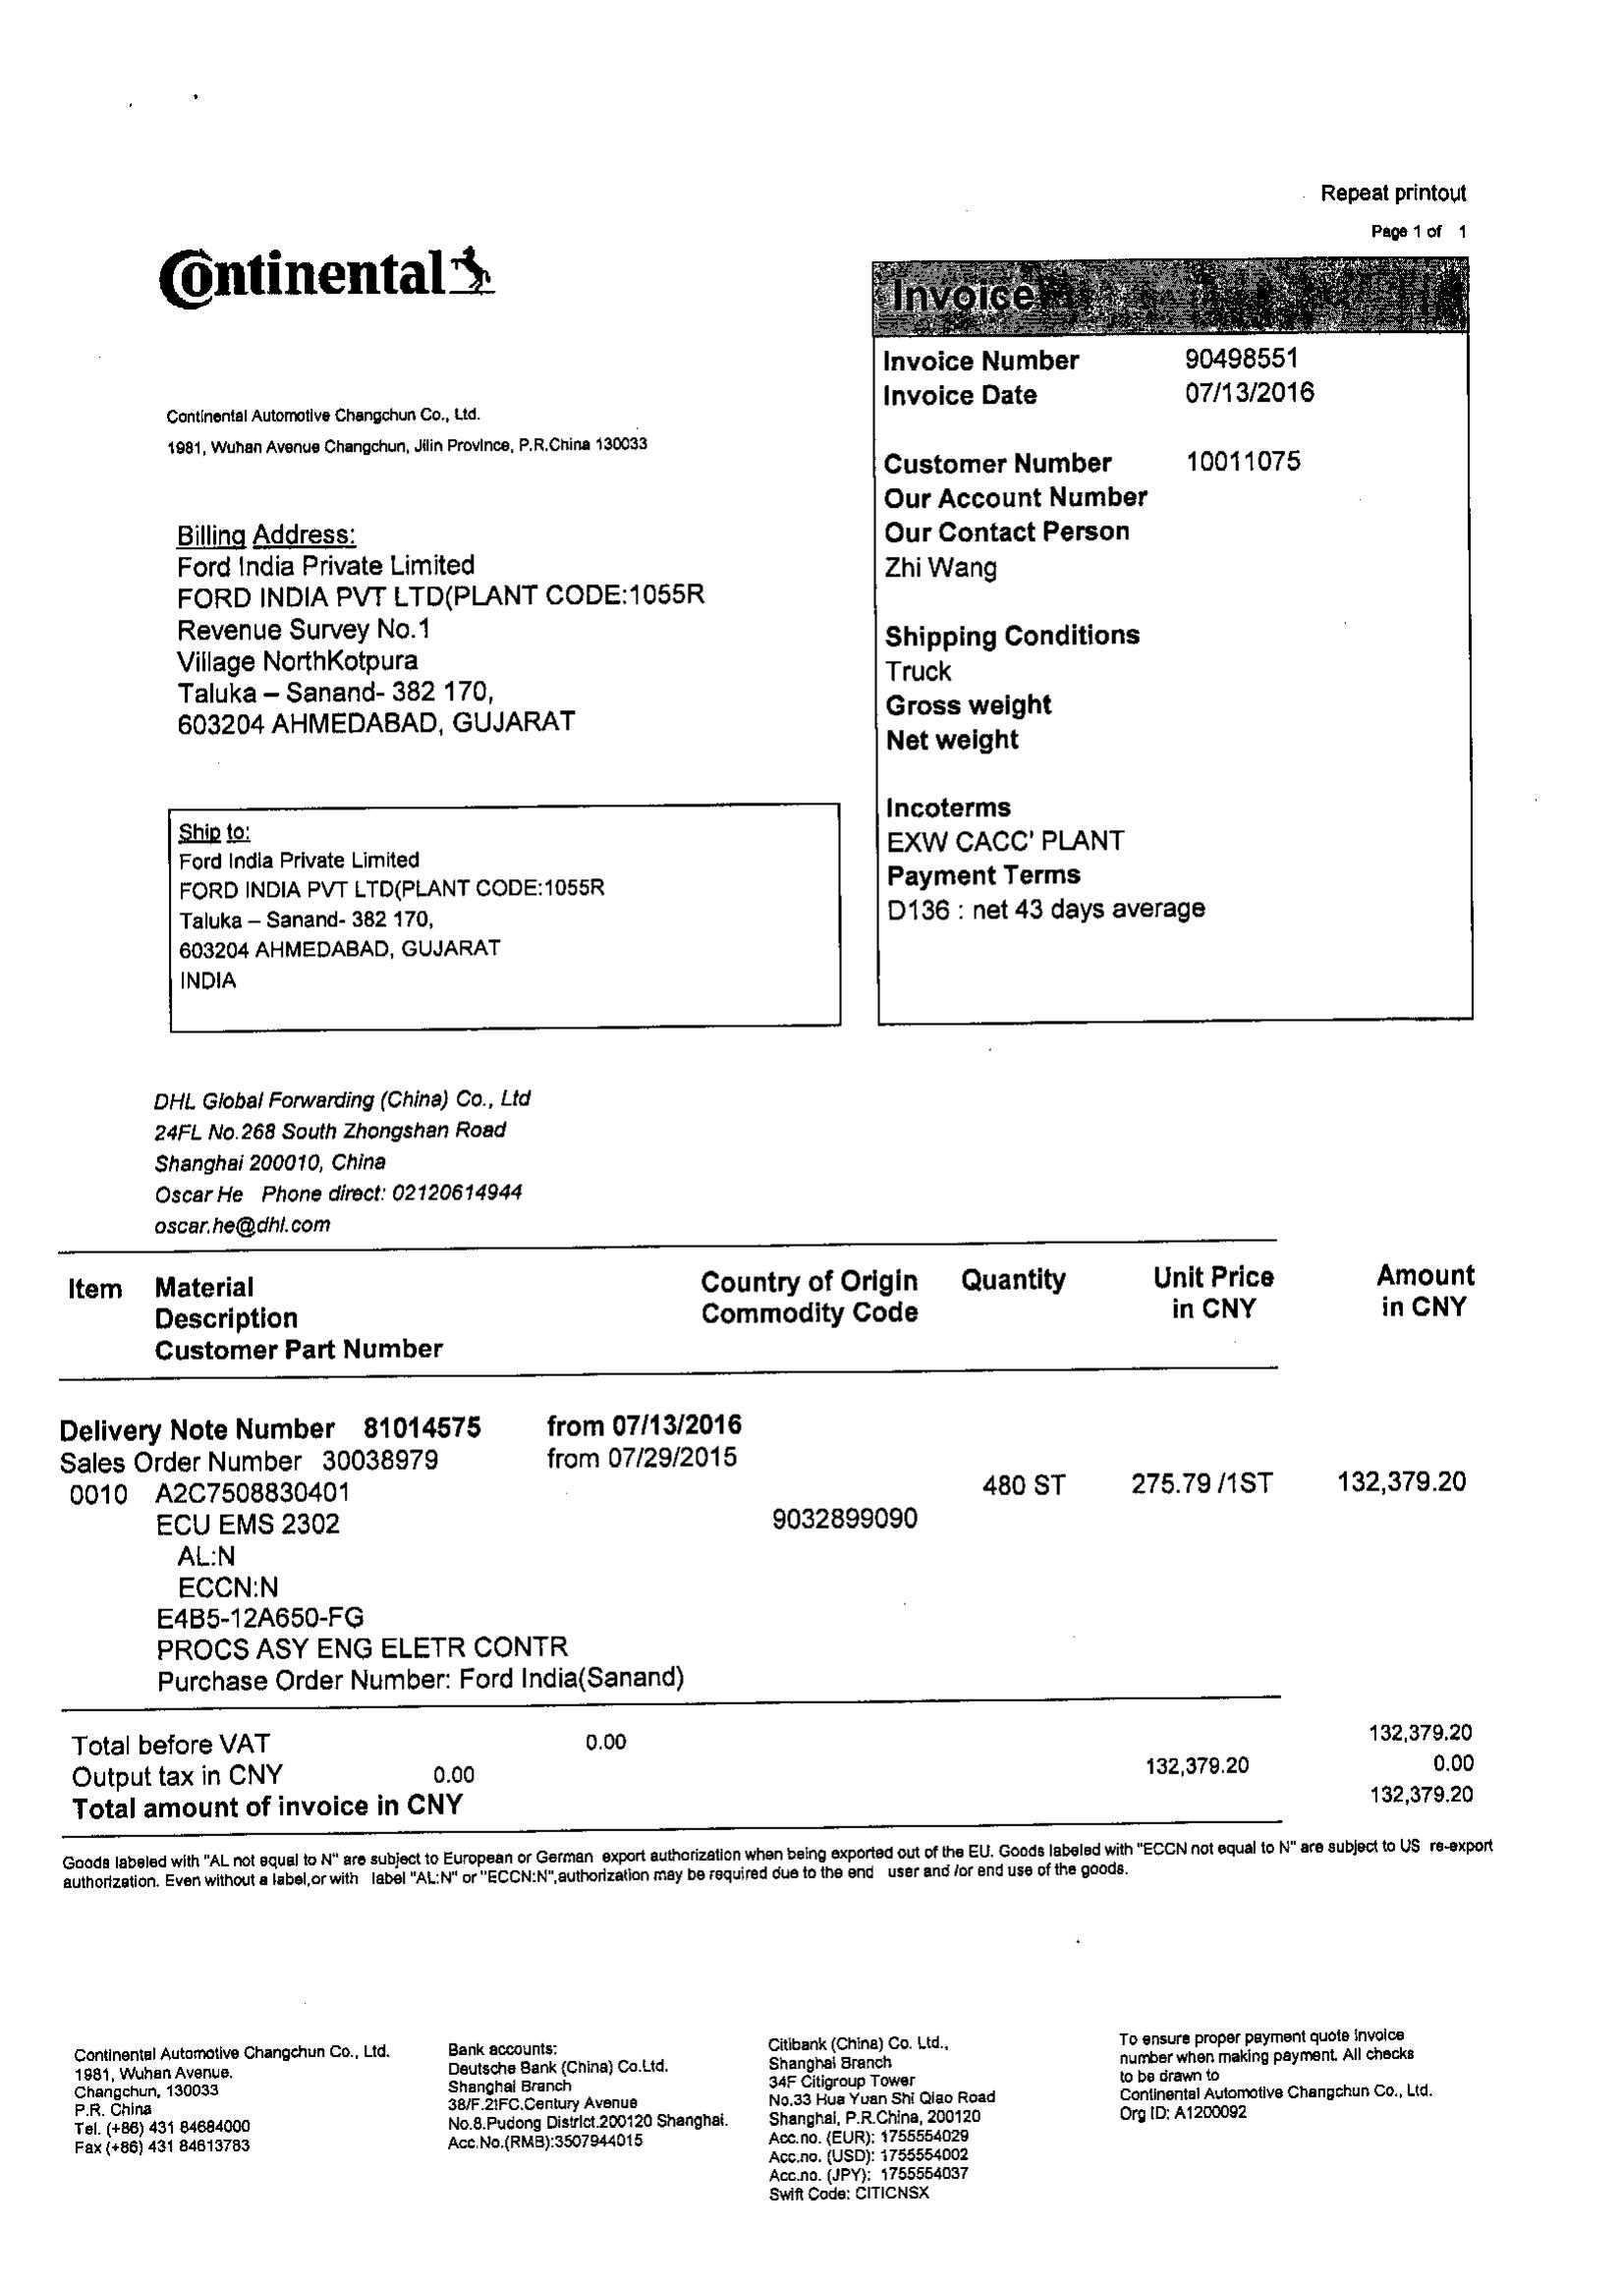 Repeat printout
Page 1 of 1
Continental
Invoice
Invoice Number 90498551
Invoice Date 07/13/2016
Continental Automotive Changchun Co., Ltd.
1981, Wuhan Avenue Changchun, Jilin Province, P.R.China 130033
Customer Number 10011075
Our Account Number
Our Contact Person
Zhi Wang
Shipping Conditions
Truck
Gross weight
Net weight
Incoterms
EXW CACC' PLANT
Payment Terms
D136 : net 43 days average
Billing Address:
Ford India Private Limited
FORD INDIA PVT LTD(PLANT CODE:1055R
Revenue Survey No.1
Village NorthKotpura
Taluka – Sanand- 382 170,
603204 AHMEDABAD, GUJARAT
Ship to:
Ford India Private Limited
FORD INDIA PVT LTD(PLANT CODE:1055R
Taluka – Sanand- 382 170,
603204 AHMEDABAD, GUJARAT
INDIA
DHL Global Forwarding (China) Co., Ltd
24FL No.268 South Zhongshan Road
Shanghai 200010, China
Oscar He Phone direct: 02120614944
oscar.he@dhl.com
Item Material Country of Origin Quantity Unit Price Amount
Description Commodity Code in CNY in CNY
Customer Part Number
Delivery Note Number 81014575 from 07/13/2016
Sales Order Number 30038979 from 07/29/2015
0010 A2C7508830401 480 ST 275.79 /1ST 132,379.20
ECU EMS 2302 9032899090
AL:N
ECCN:N
E4B5-12A650-FG
PROCS ASY ENG ELETR CONTR
Purchase Order Number: Ford India(Sanand)
Total before VAT 0.00 132,379.20
Output tax in CNY 0.00 132,379.20 0.00
Total amount of invoice in CNY 132,379.20
Goods labeled with "AL not equal to N" are subject to European or German export authorization when being exported out of the EU. Goods labeled with "ECCN not equal to N" are subject to US re-export
authorization. Even without a label,or with label "AL:N" or "ECCN:N",authorization may be required due to the end user and /or end use of the goods.
Continental Automotive Changchun Co., Ltd.
1981, Wuhan Avenue.
Changchun, 130033
P.R. China
Tel. (+86) 431 84684000
Fax (+86) 431 84613783
Bank accounts:
Deutsche Bank (China) Co.Ltd.
Shanghai Branch
38/F.2IFC.Century Avenue
No.8.Pudong District.200120 Shanghai.
Acc.No.(RMB):3507944015
Citibank (China) Co. Ltd.,
Shanghai Branch
34F Citigroup Tower
No.33 Hua Yuan Shi Qiao Road
Shanghai, P.R.China, 200120
Acc.no. (EUR): 1755554029
Acc.no. (USD): 1755554002
Acc.no. (JPY): 1755554037
Swift Code: CITICNSX
To ensure proper payment quote invoice
number when making payment. All checks
to be drawn to
Continental Automotive Changchun Co., Ltd.
Org ID: A1200092